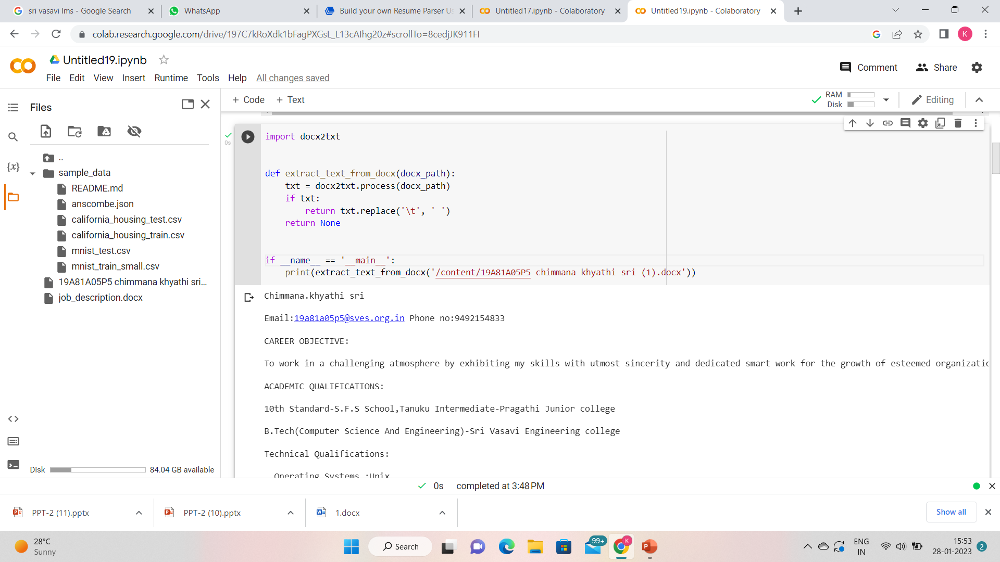 sri vasavi lms - Google Search
WhatsApp
Build your own Resume Parser Us
Untitled17.ipynb - Colaboratory
Untitled19.ipynb - Colaboratory
colab.research.google.com/drive/197C7kRoXdk1bFagPXGsL_L13cAIhg20z#scrollTo=8cedjJK911FI
K
Untitled19.ipynb
File Edit View Insert Runtime Tools Help All changes saved
Comment Share
Files
+ Code + Text
RAM
Disk
Editing
..
sample_data
README.md
anscombe.json
california_housing_test.csv
california_housing_train.csv
mnist_test.csv
mnist_train_small.csv
19A81A05P5 chimmana khyathi sri...
job_description.docx
Disk 84.04 GB available
{x}
0s
import docx2txt
def extract_text_from_docx(docx_path):
    txt = docx2txt.process(docx_path)
    if txt:
        return txt.replace('\t', ' ')
    return None
if __name__ == '__main__':
    print(extract_text_from_docx('/content/19A81A05P5 chimmana khyathi sri (1).docx'))
Chimmana.khyathi sri
Email:19a81a05p5@sves.org.in Phone no:9492154833
CAREER OBJECTIVE:
To work in a challenging atmosphere by exhibiting my skills with utmost sincerity and dedicated smart work for the growth of esteemed organizatio
ACADEMIC QUALIFICATIONS:
10th Standard-S.F.S School,Tanuku Intermediate-Pragathi Junior college
B.Tech(Computer Science And Engineering)-Sri Vasavi Engineering college
Technical Qualifications:
Operating Systems :Unix
0s completed at 3:48 PM
PPT-2 (11).pptx
PPT-2 (10).pptx
1.docx
Show all
28°C
Sunny
Search
99+
K
ENG
IN
15:53
28-01-2023
2